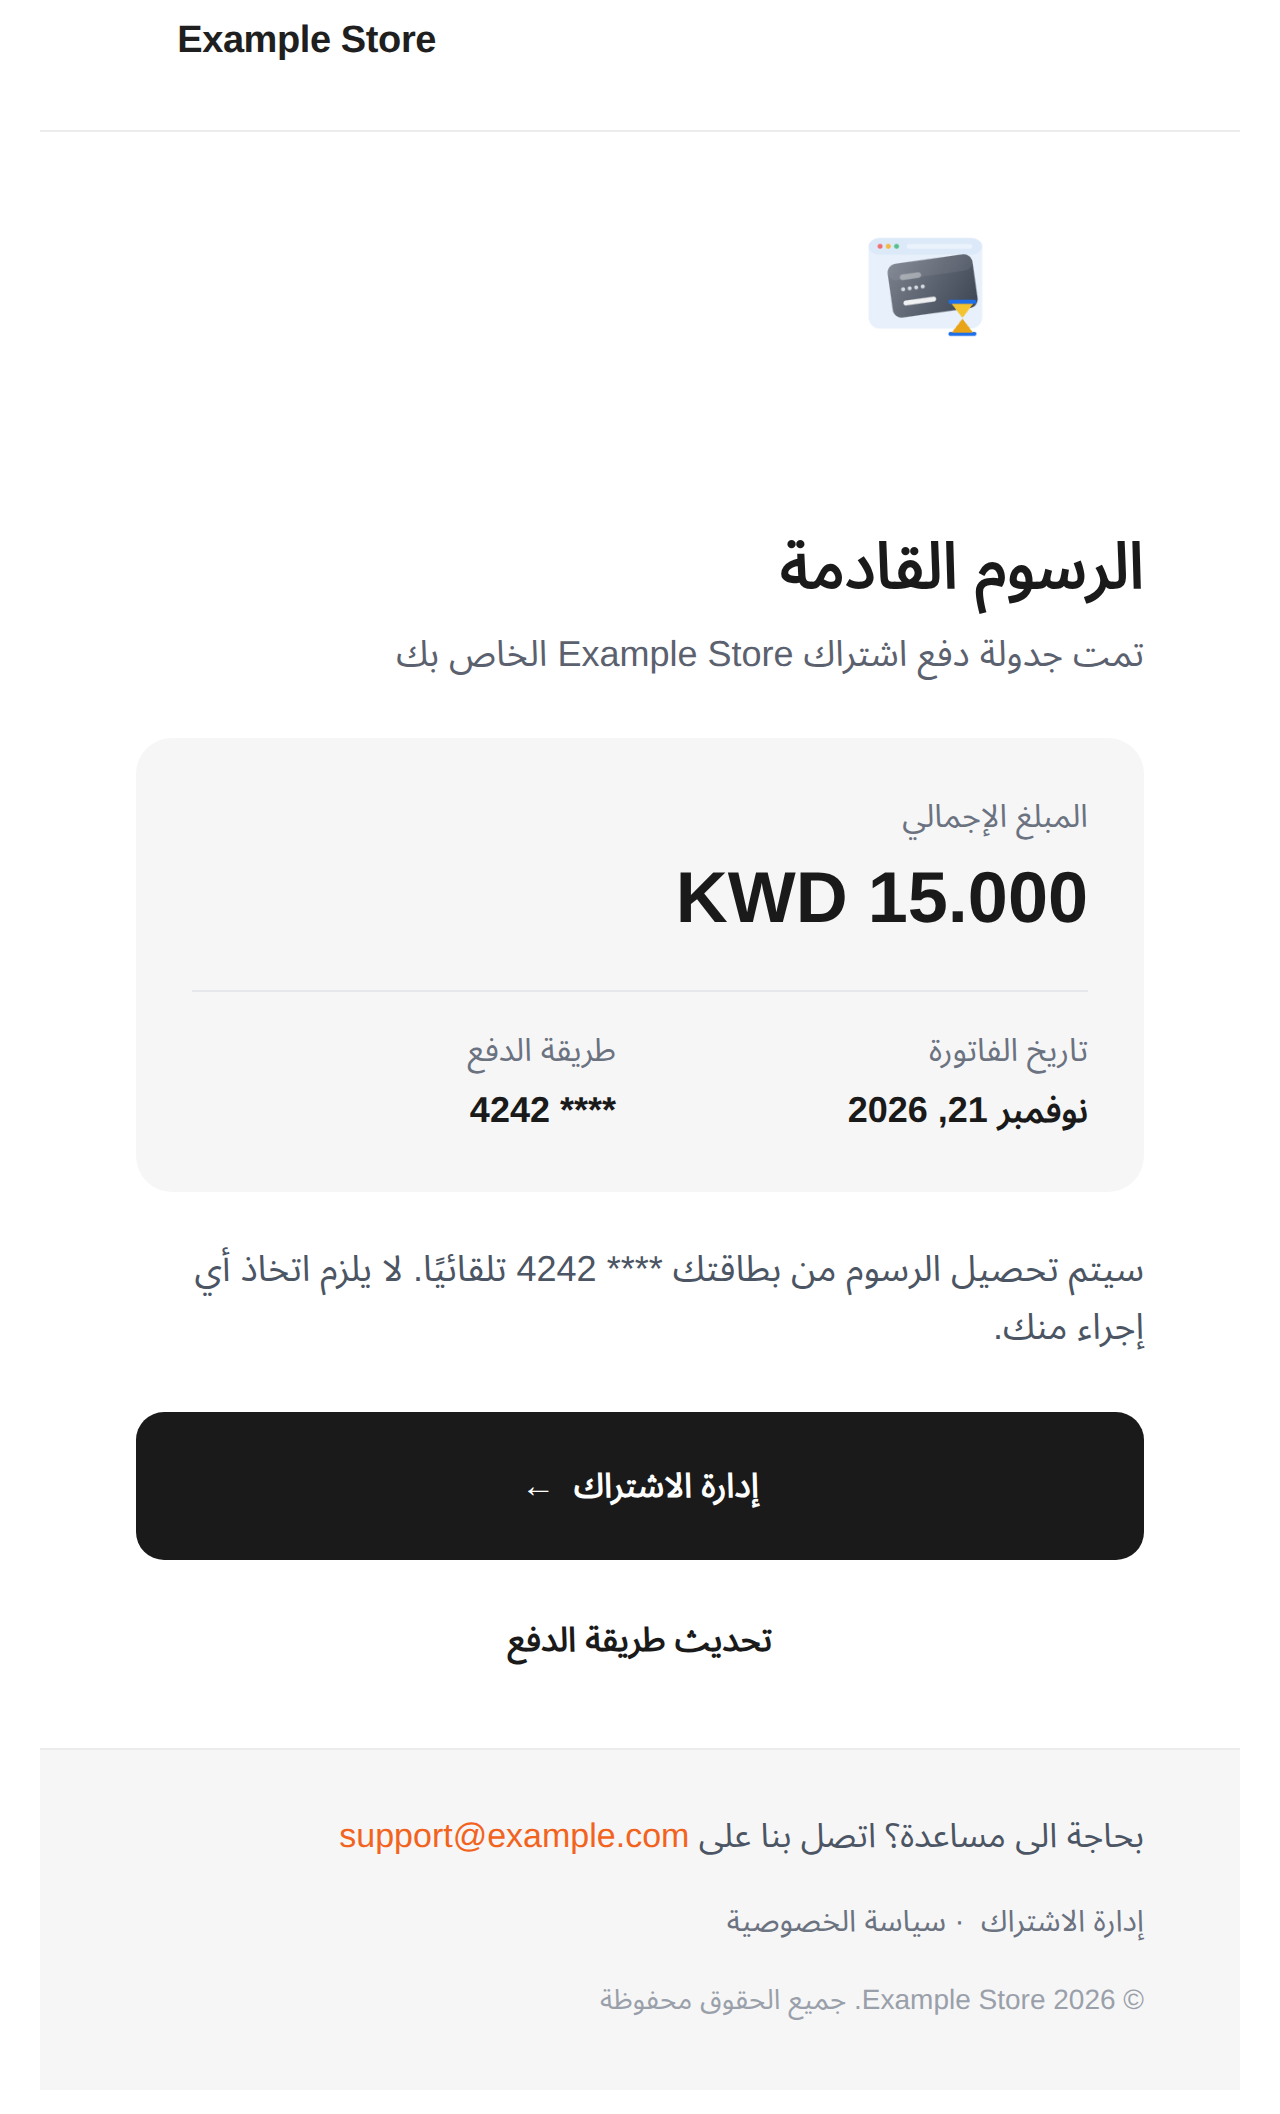 Example Store
الرسوم القادمة
تمت جدولة دفع اشتراك Example Store الخاص بك
المبلغ الإجمالي
KWD 15.000
تاريخ الفاتورة
نوفمبر 21, 2026
طريقة الدفع
**** 4242
سيتم تحصيل الرسوم من بطاقتك **** 4242 تلقائيًا. لا يلزم اتخاذ أي
إجراء منك.
إدارة الاشتراك ←
تحديث طريقة الدفع
بحاجة الى مساعدة؟ اتصل بنا على support@example.com
إدارة الاشتراك · سياسة الخصوصية
© 2026 Example Store. جميع الحقوق محفوظة